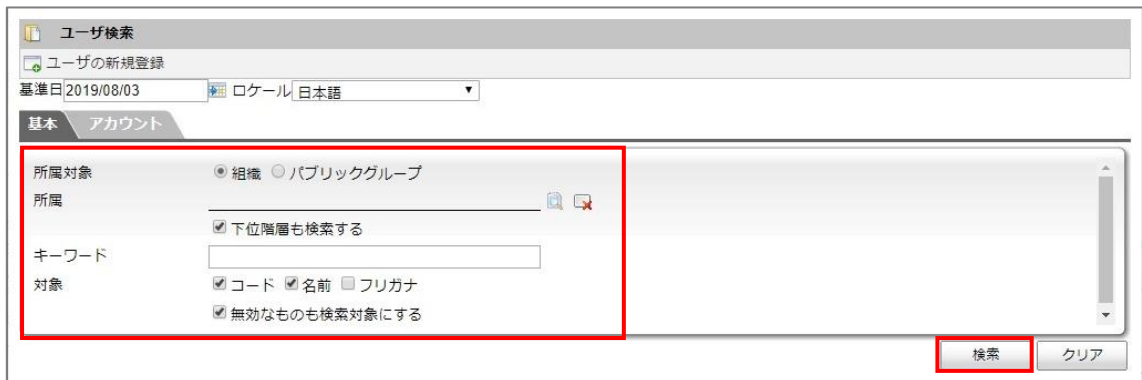 ユーザ検索
ユーザの新規登録
基準日 2019/08/03 ロケール 日本語
基本 アカウント
所属対象 組織 パブリックグループ
所属
下位階層も検索する
キーワード
対象 コード 名前 フリガナ
無効なものも検索対象にする
検索 クリア